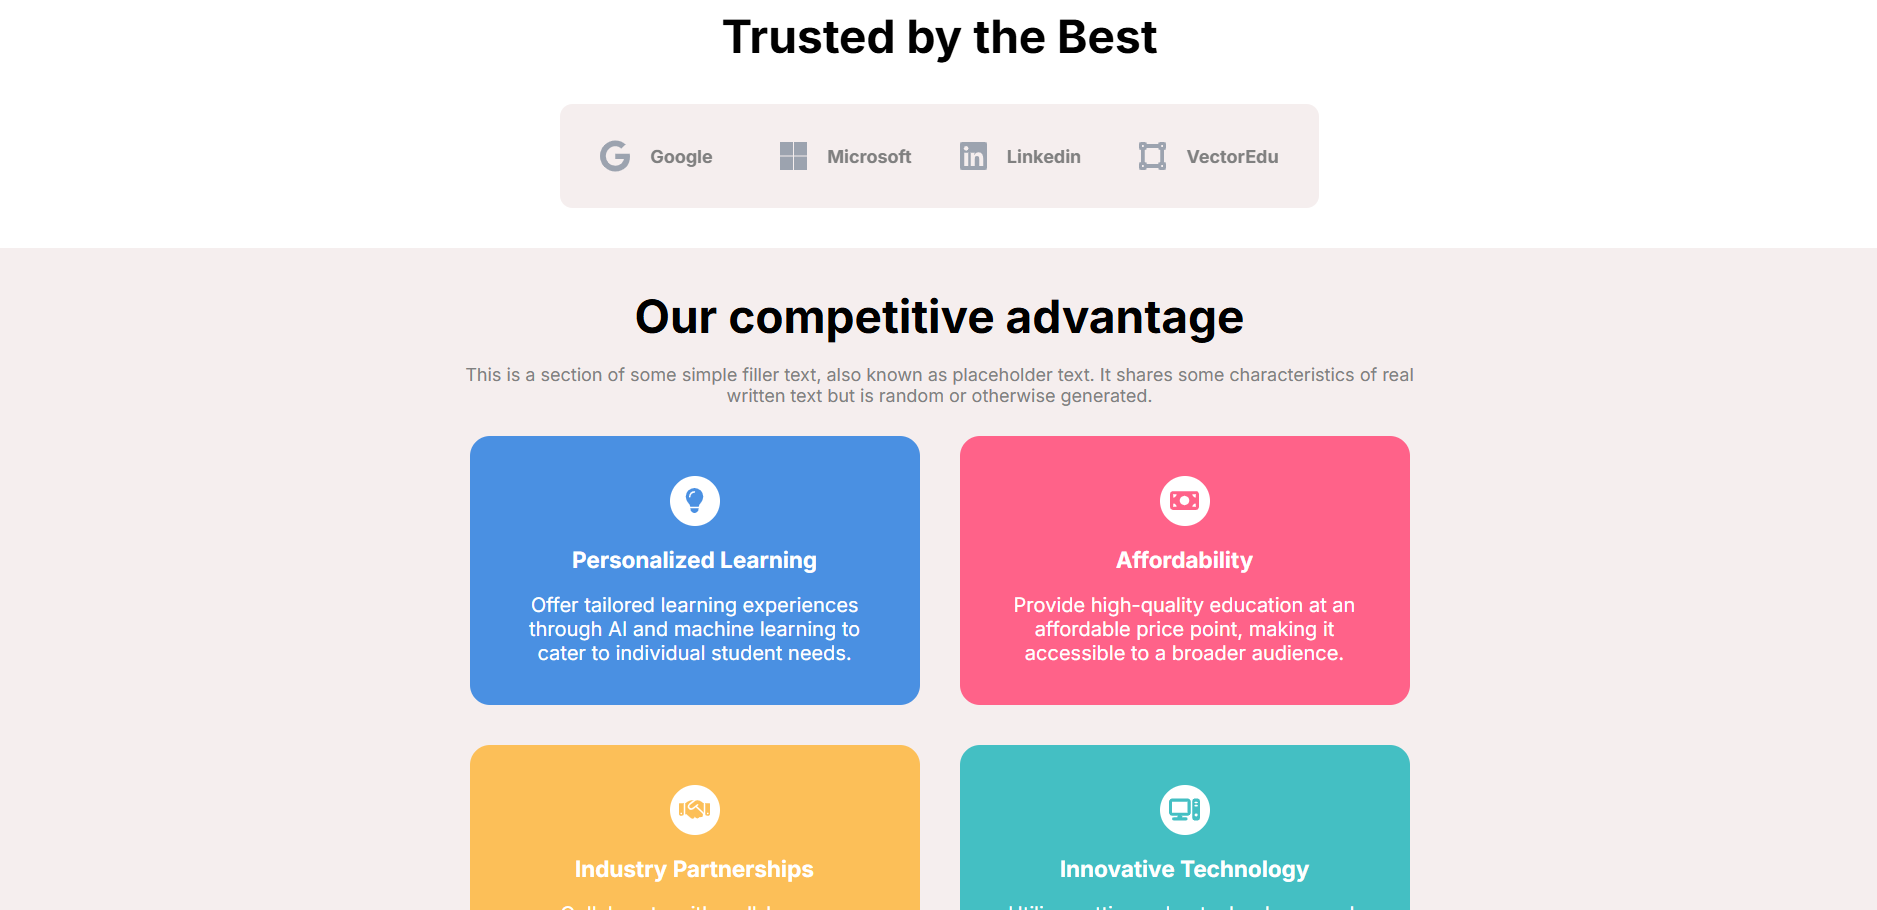 Trusted by the Best
Google
Microsoft
Linkedin
VectorEdu
Our competitive advantage
This is a section of some simple filler text, also known as placeholder text. It shares some characteristics of real
written text but is random or otherwise generated.
Personalized Learning
Offer tailored learning experiences
through AI and machine learning to
cater to individual student needs.
Affordability
Provide high-quality education at an
affordable price point, making it
accessible to a broader audience.
Industry Partnerships
Innovative Technology